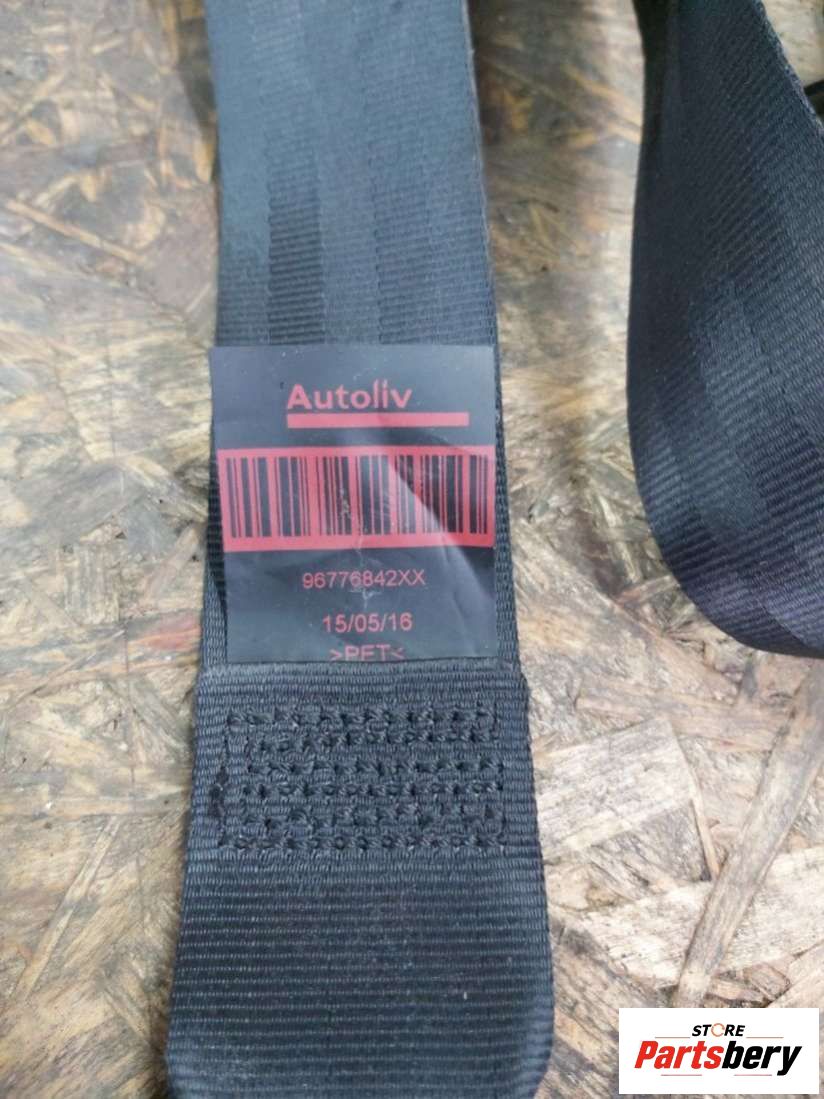 Autoliv
96776842XX
15/05/16
>PET<
STORE
Partsbery